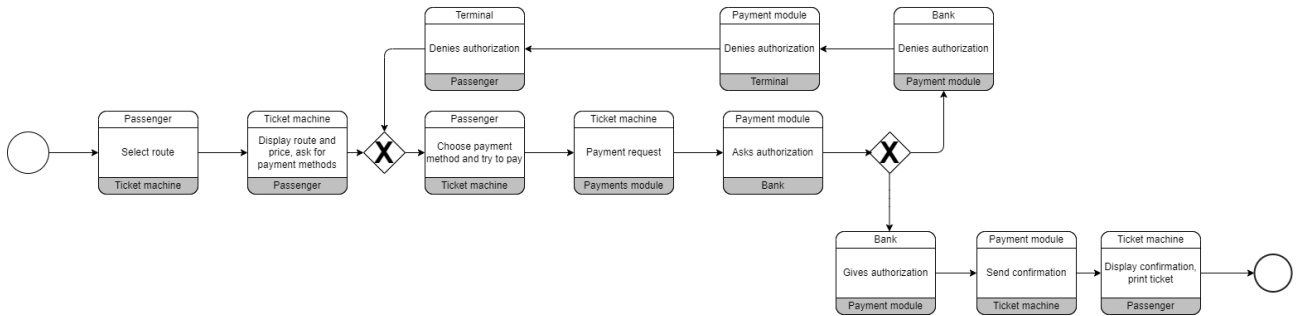 Terminal
Denies authorization
Passenger
Payment module
Denies authorization
Terminal
Bank
Denies authorization
Payment module
Passenger
Select route
Ticket machine
Ticket machine
Display route and
price, ask for
payment methods
Passenger
X
Passenger
Choose payment
method and try to pay
Ticket machine
Ticket machine
Payment request
Payments module
Payment module
Asks authorization
Bank
X
Bank
Gives authorization
Payment module
Payment module
Send confirmation
Ticket machine
Ticket machine
Display confirmation,
print ticket
Passenger